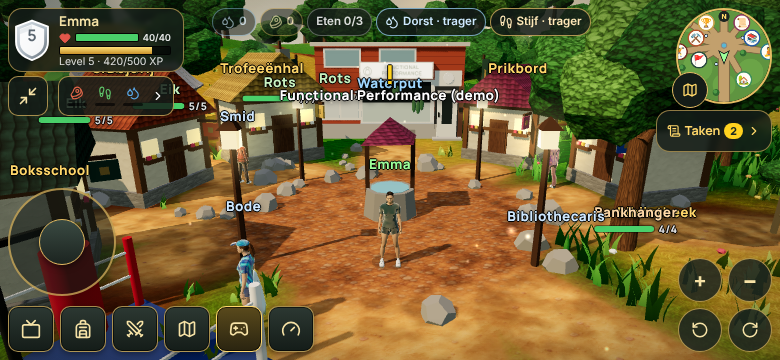 Emma
5
40/40
Level 5 · 420/500 XP
0
0
Eten 0/3
Dorst · trager
Stijf · trager
N
Taken 2
Trofeeënhal
Rots
Rots
Waterput
Prikbord
Functional Performance (demo)
Elk
5/5
5/5
Smid
Emma
Boksschool
Bode
Bibliothecaris
4/4